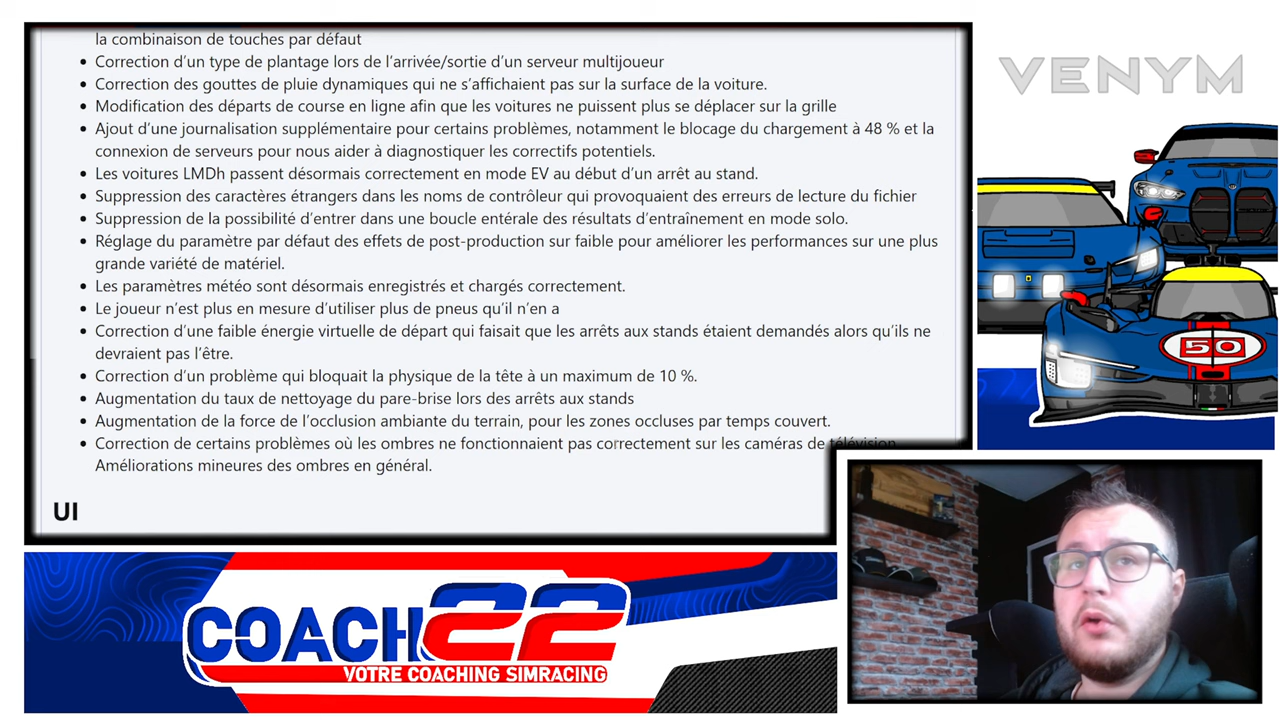 la combinaison de touches par défaut
Correction d'un type de plantage lors de l'arrivée/sortie d'un serveur multijoueur
Correction des gouttes de pluie dynamiques qui ne s'affichaient pas sur la surface de la voiture.
Modification des départs de course en ligne afin que les voitures ne puissent plus se déplacer sur la grille
Ajout d'une journalisation supplémentaire pour certains problèmes, notamment le blocage du chargement à 48 % et la
connexion de serveurs pour nous aider à diagnostiquer les correctifs potentiels.
Les voitures LMDh passent désormais correctement en mode EV au début d'un arrêt au stand.
Suppression des caractères étrangers dans les noms de contrôleur qui provoquaient des erreurs de lecture du fichier
Suppression de la possibilité d'entrer dans une boucle entérale des résultats d'entraînement en mode solo.
Réglage du paramètre par défaut des effets de post-production sur faible pour améliorer les performances sur une plus
grande variété de matériel.
Les paramètres météo sont désormais enregistrés et chargés correctement.
Le joueur n'est plus en mesure d'utiliser plus de pneus qu'il n'en a
Correction d'une faible énergie virtuelle de départ qui faisait que les arrêts aux stands étaient demandés alors qu'ils ne
devraient pas l'être.
Correction d'un problème qui bloquait la physique de la tête à un maximum de 10 %.
Augmentation du taux de nettoyage du pare-brise lors des arrêts aux stands
Augmentation de la force de l'occlusion ambiante du terrain, pour les zones occluses par temps couvert.
Correction de certains problèmes où les ombres ne fonctionnaient pas correctement sur les caméras de télévision.
Améliorations mineures des ombres en général.
UI
VENYM
50
COACH 22
VOTRE COACHING SIMRACING